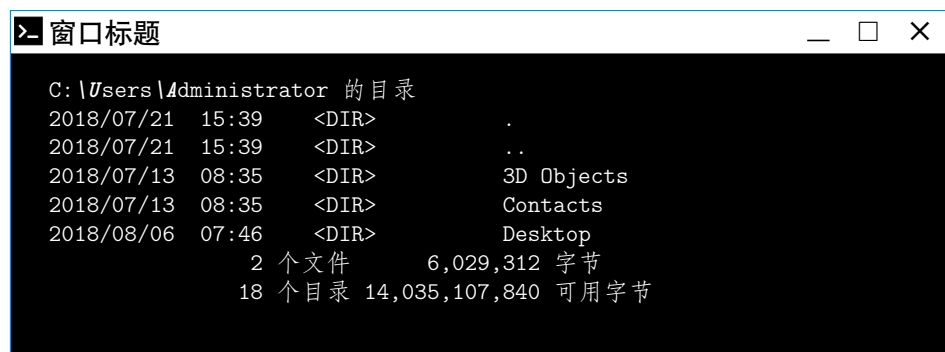 窗口标题
C:\Users\Administrator 的目录
2018/07/21  15:39    <DIR>          .
2018/07/21  15:39    <DIR>          ..
2018/07/13  08:35    <DIR>          3D Objects
2018/07/13  08:35    <DIR>          Contacts
2018/08/06  07:46    <DIR>          Desktop
2 个文件      6,029,312 字节
18 个目录 14,035,107,840 可用字节